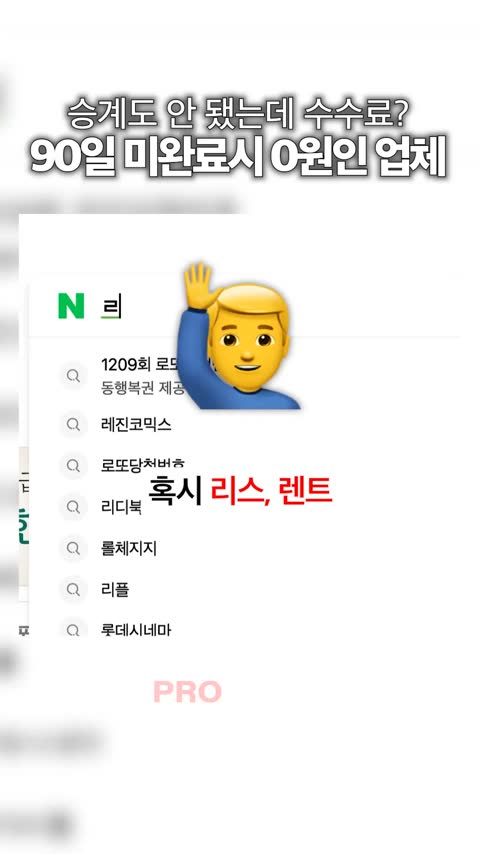 승계도 안 됐는데 수수료?
90일 미완료시 0원인 업체
N 리
1209회 로또
동행복권 제공
레진코믹스
로또당첨번호
리디북
혹시 리스, 렌트
롤체지지
리플
롯데시네마
PRO